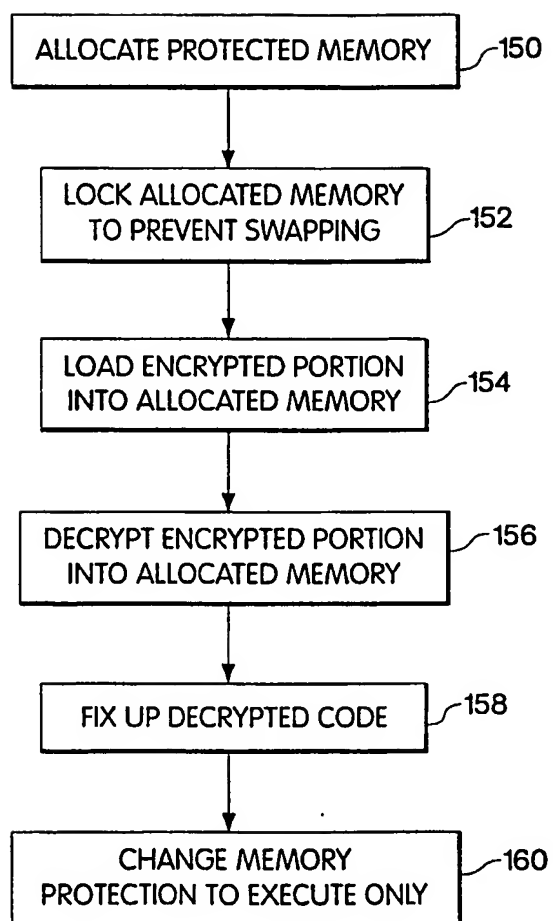 ALLOCATE PROTECTED MEMORY
150
LOCK ALLOCATED MEMORY
TO PREVENT SWAPPING
152
LOAD ENCRYPTED PORTION
INTO ALLOCATED MEMORY
154
DECRYPT ENCRYPTED PORTION
INTO ALLOCATED MEMORY
156
FIX UP DECRYPTED CODE
158
CHANGE MEMORY
PROTECTION TO EXECUTE ONLY
160